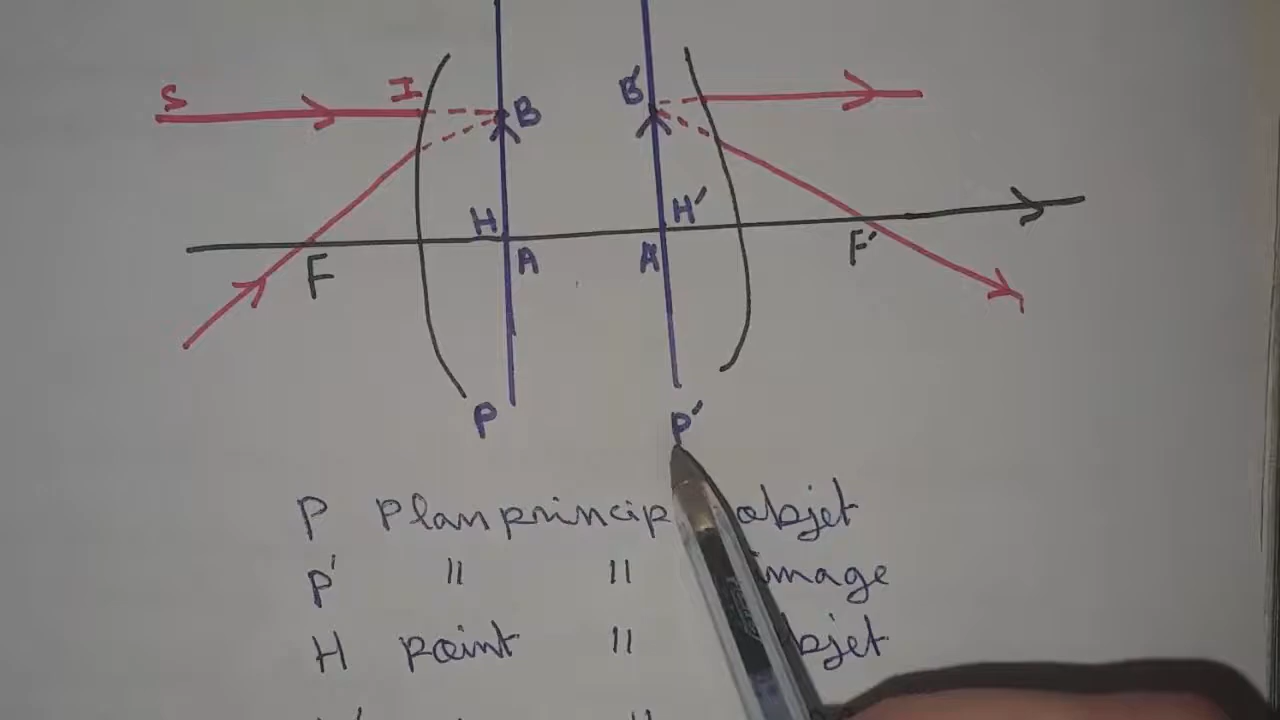 S I B B'
H H'
F A A F'
P P'
P Plan princip objet
P' " " image
H point " objet
"